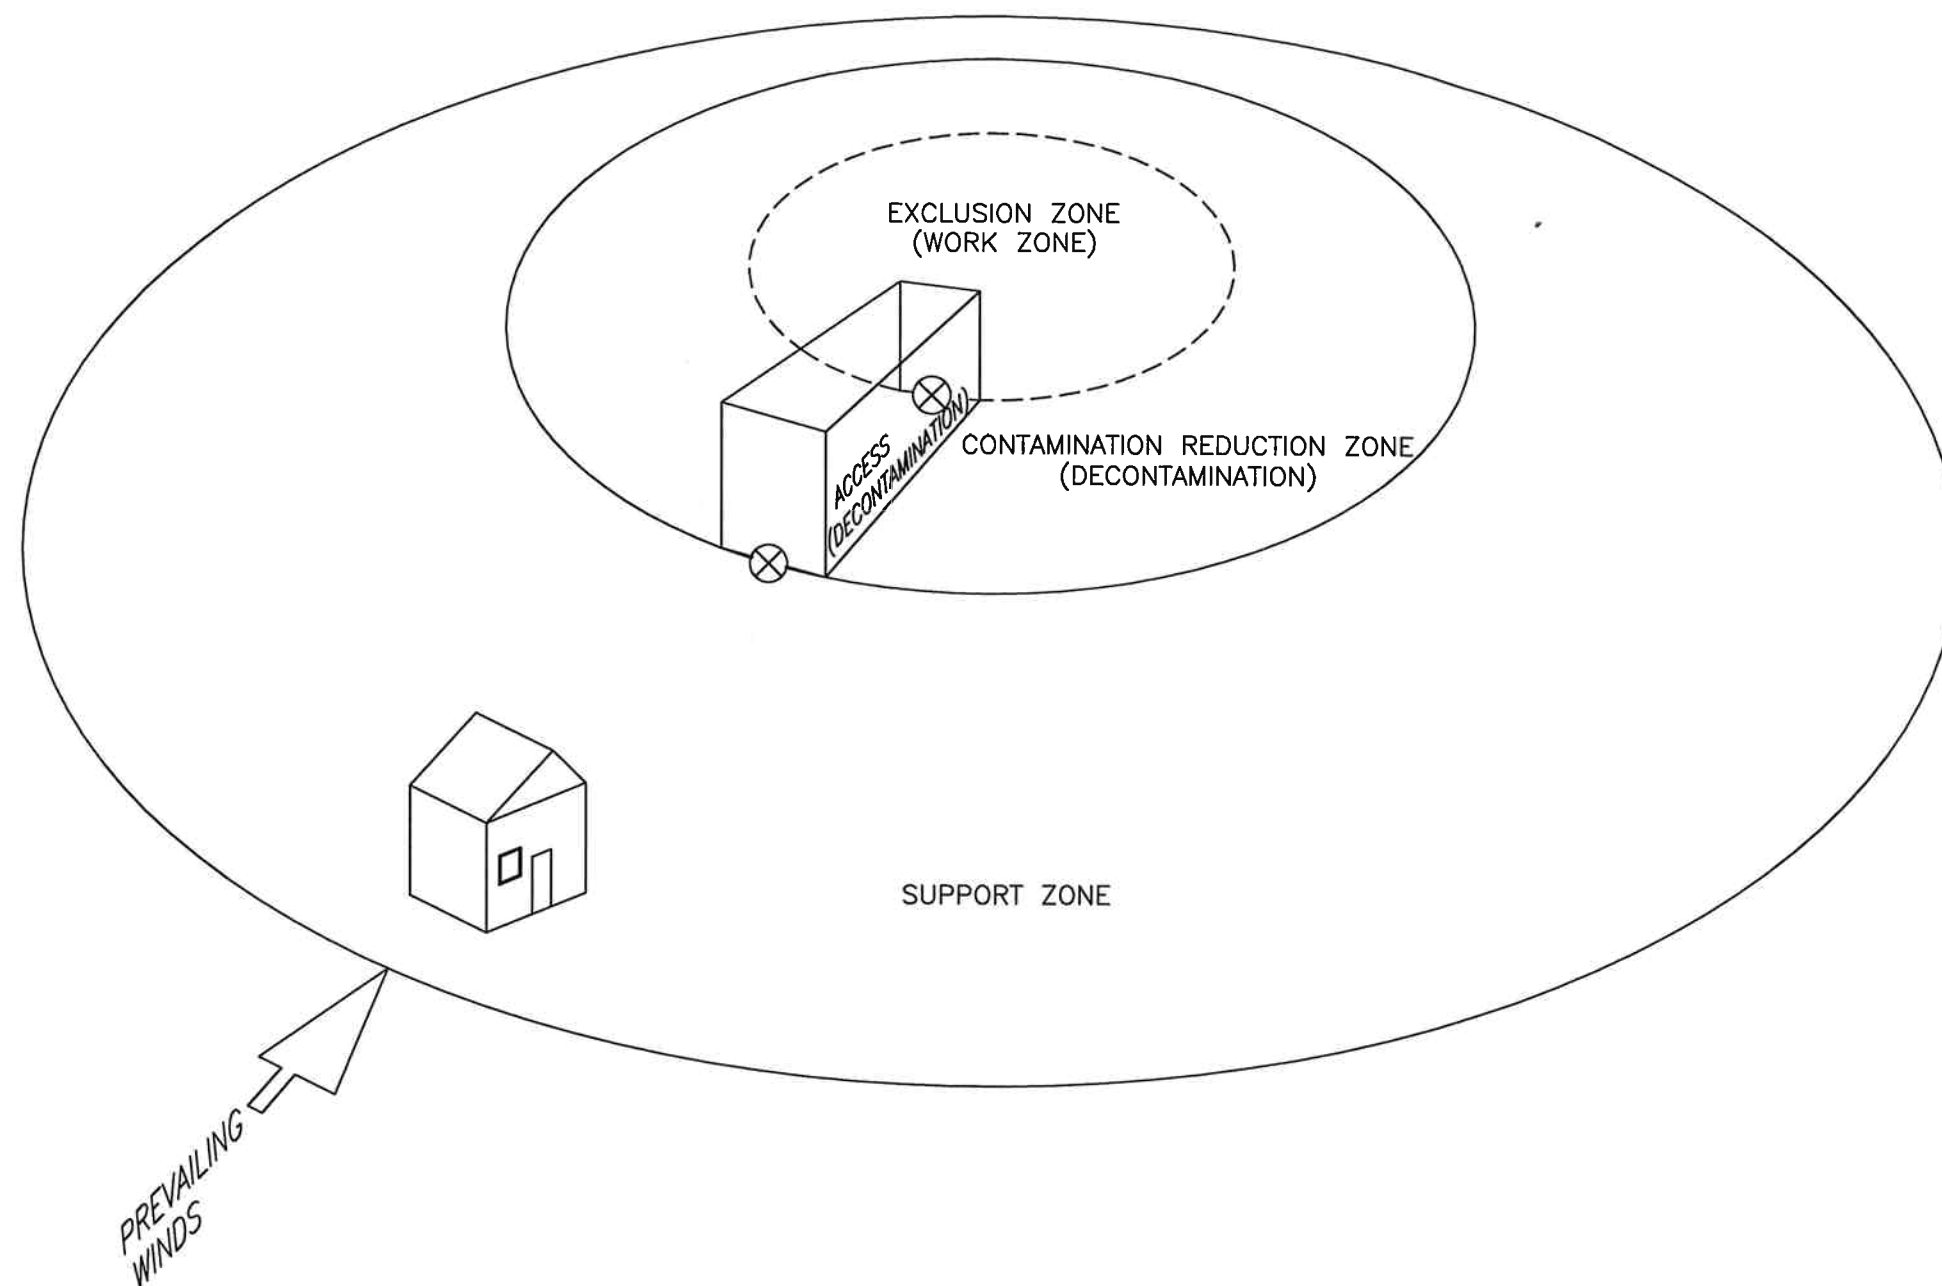 EXCLUSION ZONE
(WORK ZONE)
ACCESS
(DECONTAMINATION)
CONTAMINATION REDUCTION ZONE
(DECONTAMINATION)
SUPPORT ZONE
PREVAILING
WINDS